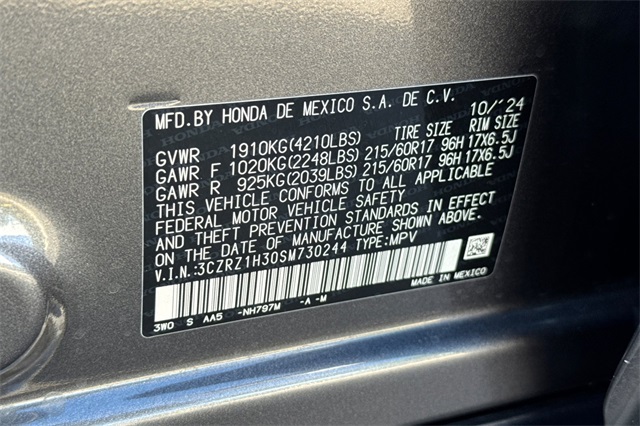 MFD.BY HONDA DE MEXICO S.A. DE C.V. 10/'24
GVWR 1910KG(4210LBS) TIRE SIZE RIM SIZE
GAWR F 1020KG(2248LBS) 215/60R17 96H 17X6.5J
GAWR R 925KG(2039LBS) 215/60R17 96H 17X6.5J
THIS VEHICLE CONFORMS TO ALL APPLICABLE
FEDERAL MOTOR VEHICLE SAFETY
AND THEFT PREVENTION STANDARDS IN EFFECT
ON THE DATE OF MANUFACTURE SHOWN ABOVE.
V.I.N.:3CZRZ1H30SM730244 TYPE:MPV
MADE IN MEXICO
3W0 S AA5 -NH797M -A -M